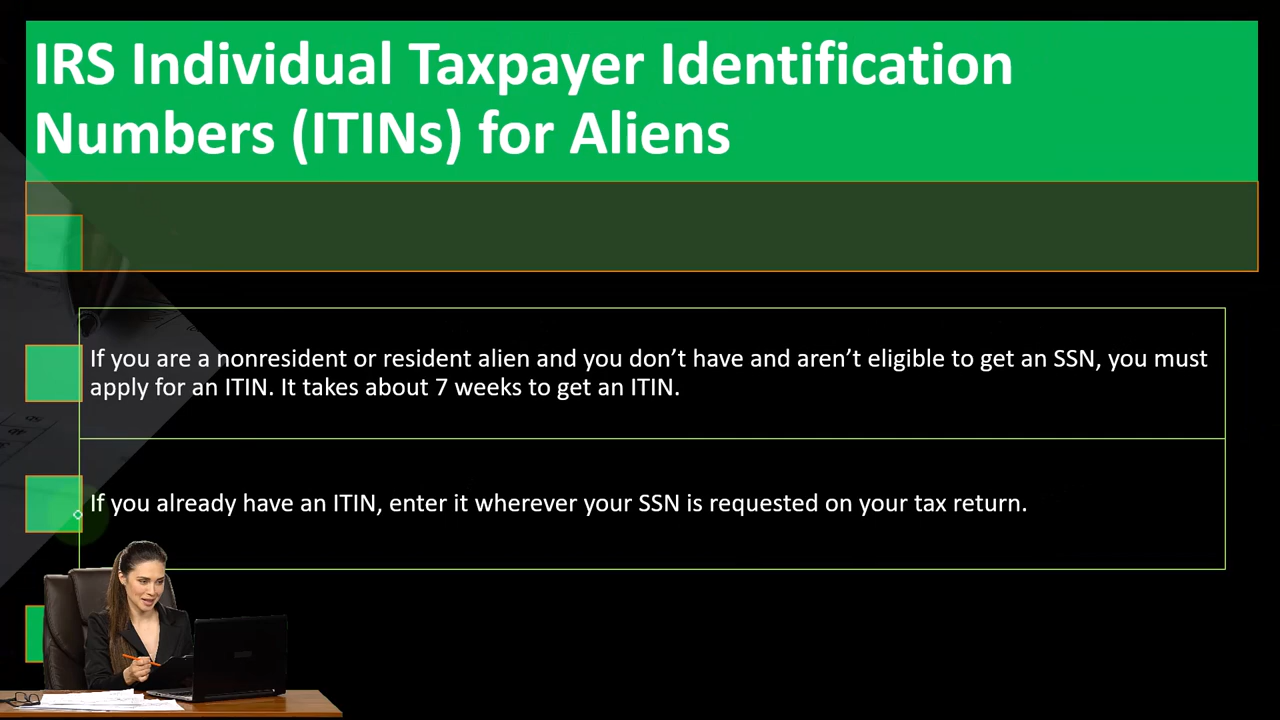 IRS Individual Taxpayer Identification
Numbers (ITINs) for Aliens
If you are a nonresident or resident alien and you don’t have and aren’t eligible to get an SSN, you must
apply for an ITIN. It takes about 7 weeks to get an ITIN.
If you already have an ITIN, enter it wherever your SSN is requested on your tax return.